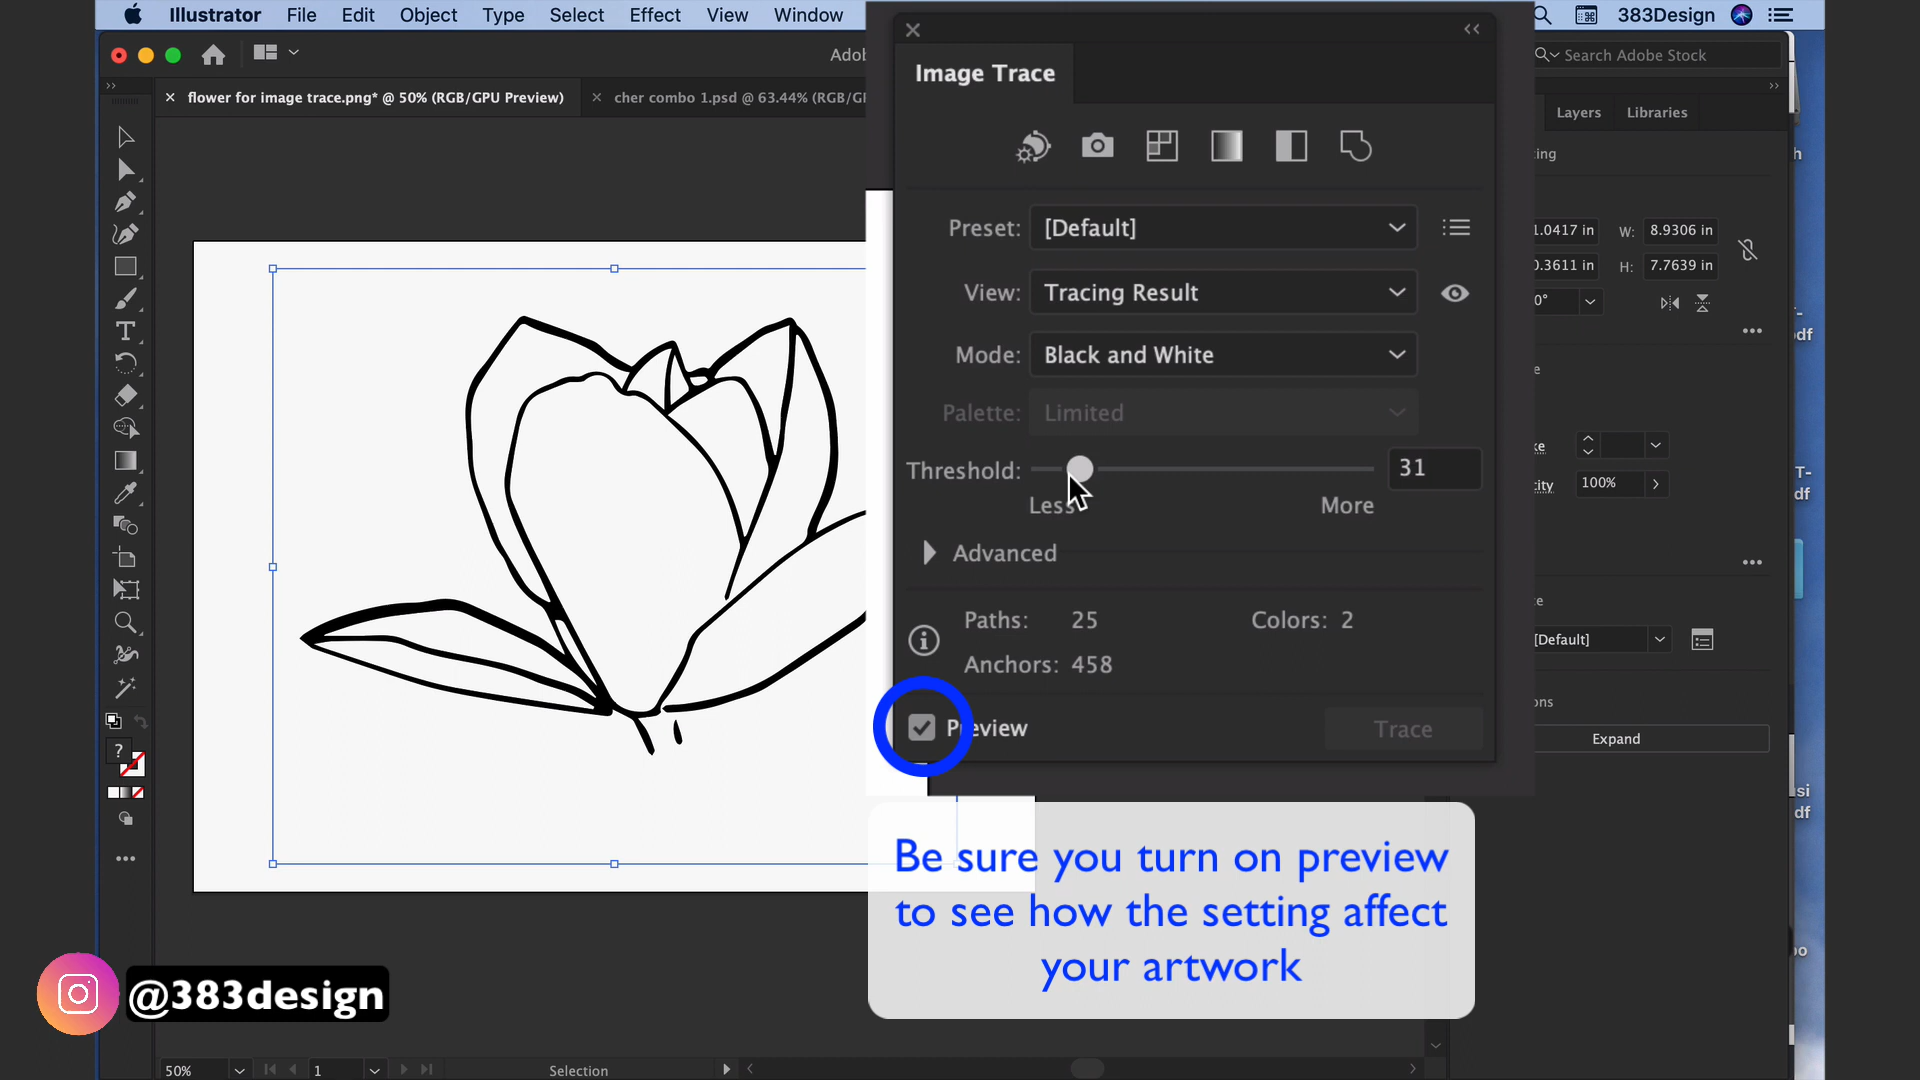 Illustrator File Edit Object Type Select Effect View Window
383Design
Search Adobe Stock
flower for image trace.png* @ 50% (RGB/GPU Preview)
cher combo 1.psd @ 63.44%
Layers Libraries
Image Trace
Preset: [Default]
View: Tracing Result
Mode: Black and White
Palette: Limited
Threshold: 31
Less More
Advanced
Paths: 25 Colors: 2
Anchors: 458
Preview Trace
W: 8.9306 in
H: 7.7639 in
100%
[Default]
Expand
Be sure you turn on preview
to see how the setting affect
your artwork
@383design
50% 1 Selection